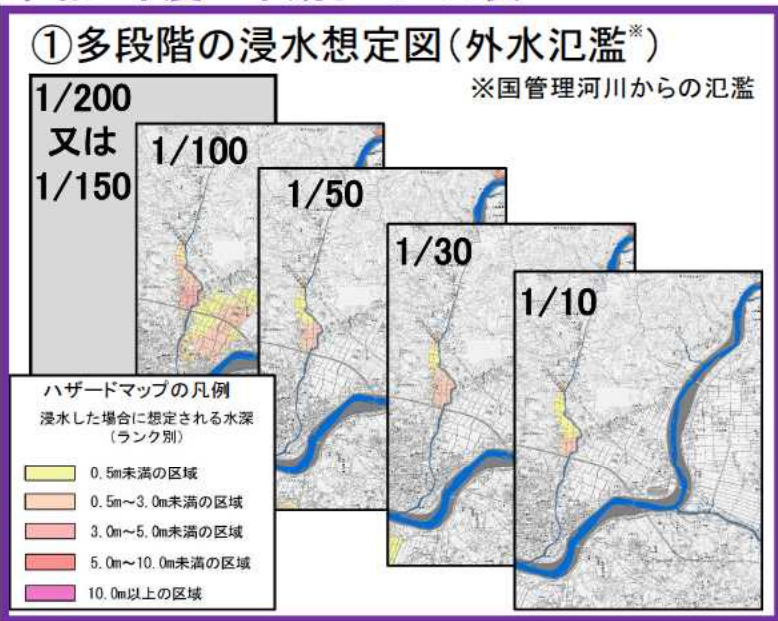 ①多段階の浸水想定図(外水氾濫※)
※国管理河川からの氾濫
1/200
又は
1/150
1/100
1/50
1/30
1/10
ハザードマップの凡例
浸水した場合に想定される水深
(ランク別)
0.5m未満の区域
0.5m～3.0m未満の区域
3.0m～5.0m未満の区域
5.0m～10.0m未満の区域
10.0m以上の区域